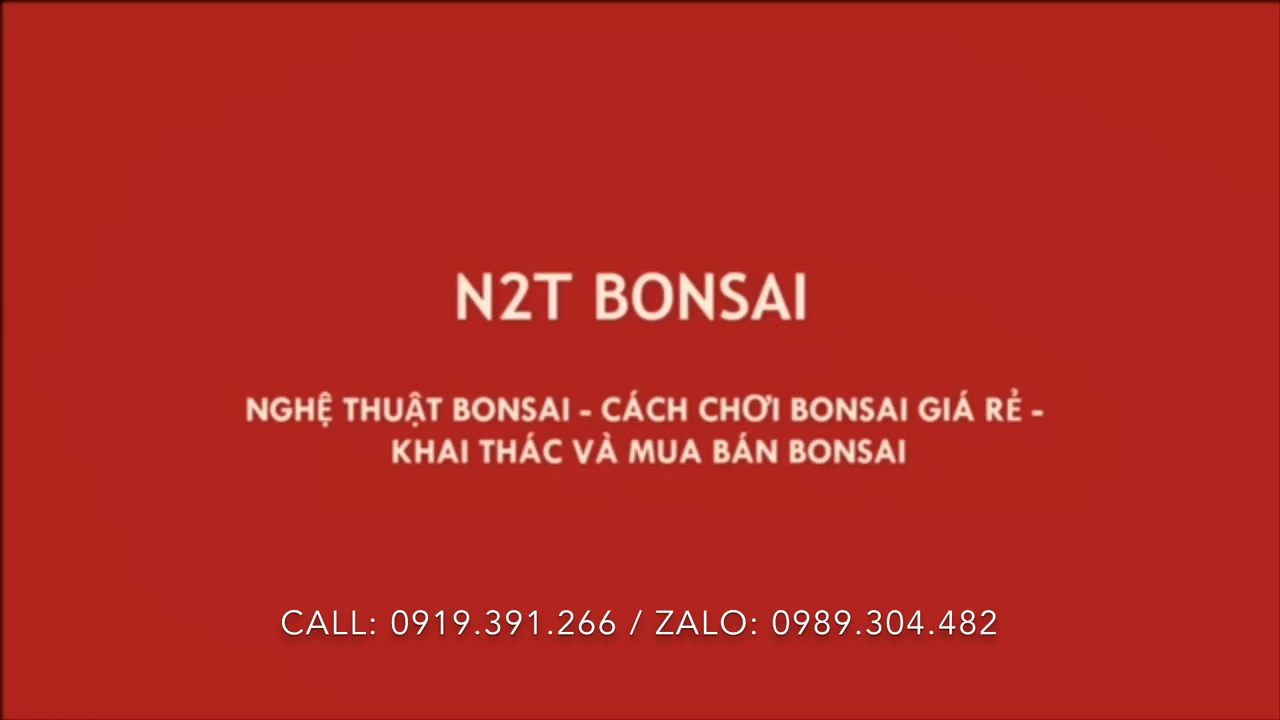 N2T BONSAI
NGHỆ THUẬT BONSAI - CÁCH CHƠI BONSAI GIÁ RẺ -
KHAI THÁC VÀ MUA BÁN BONSAI
CALL: 0919.391.266 / ZALO: 0989.304.482